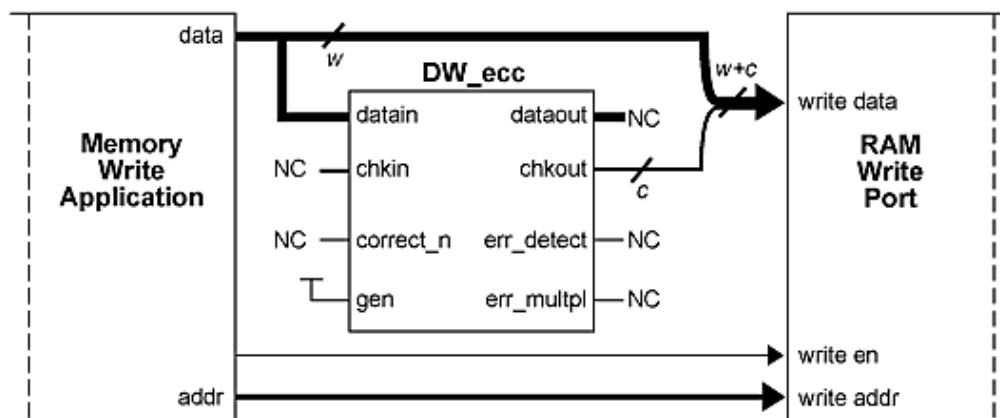 data
w
w+c
DW_ecc
datain
dataout
NC
write data
Memory
Write
Application
NC
chkin
chkout
c
RAM
Write
Port
NC
correct_n
err_detect
NC
gen
err_multpl
NC
write en
addr
write addr